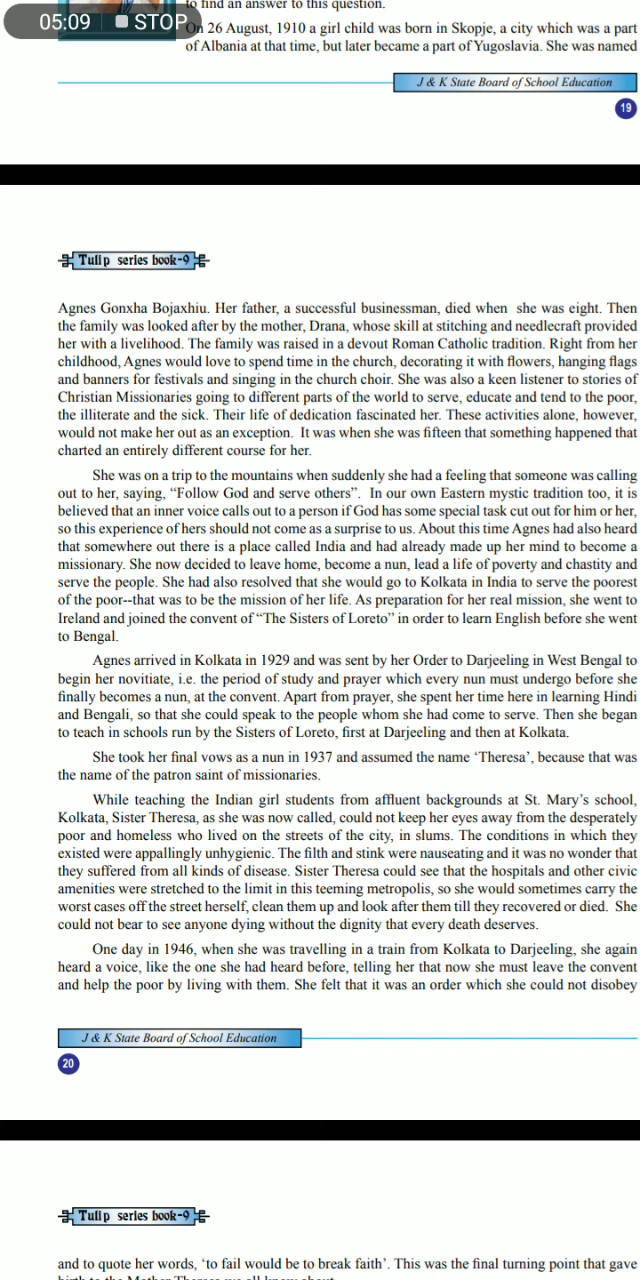 to find an answer to this question.
05:09 STOP
On 26 August, 1910 a girl child was born in Skopje, a city which was a part
of Albania at that time, but later became a part of Yugoslavia. She was named
J & K State Board of School Education
19
Tulip series book-9
Agnes Gonxha Bojaxhiu. Her father, a successful businessman, died when she was eight. Then
the family was looked after by the mother, Drana, whose skill at stitching and needlecraft provided
her with a livelihood. The family was raised in a devout Roman Catholic tradition. Right from her
childhood, Agnes would love to spend time in the church, decorating it with flowers, hanging flags
and banners for festivals and singing in the church choir. She was also a keen listener to stories of
Christian Missionaries going to different parts of the world to serve, educate and tend to the poor,
the illiterate and the sick. Their life of dedication fascinated her. These activities alone, however,
would not make her out as an exception. It was when she was fifteen that something happened that
charted an entirely different course for her.
She was on a trip to the mountains when suddenly she had a feeling that someone was calling
out to her, saying, “Follow God and serve others”. In our own Eastern mystic tradition too, it is
believed that an inner voice calls out to a person if God has some special task cut out for him or her,
so this experience of hers should not come as a surprise to us. About this time Agnes had also heard
that somewhere out there is a place called India and had already made up her mind to become a
missionary. She now decided to leave home, become a nun, lead a life of poverty and chastity and
serve the people. She had also resolved that she would go to Kolkata in India to serve the poorest
of the poor--that was to be the mission of her life. As preparation for her real mission, she went to
Ireland and joined the convent of “The Sisters of Loreto” in order to learn English before she went
to Bengal.
Agnes arrived in Kolkata in 1929 and was sent by her Order to Darjeeling in West Bengal to
begin her novitiate, i.e. the period of study and prayer which every nun must undergo before she
finally becomes a nun, at the convent. Apart from prayer, she spent her time here in learning Hindi
and Bengali, so that she could speak to the people whom she had come to serve. Then she began
to teach in schools run by the Sisters of Loreto, first at Darjeeling and then at Kolkata.
She took her final vows as a nun in 1937 and assumed the name ‘Theresa’, because that was
the name of the patron saint of missionaries.
While teaching the Indian girl students from affluent backgrounds at St. Mary’s school,
Kolkata, Sister Theresa, as she was now called, could not keep her eyes away from the desperately
poor and homeless who lived on the streets of the city, in slums. The conditions in which they
existed were appallingly unhygienic. The filth and stink were nauseating and it was no wonder that
they suffered from all kinds of disease. Sister Theresa could see that the hospitals and other civic
amenities were stretched to the limit in this teeming metropolis, so she would sometimes carry the
worst cases off the street herself, clean them up and look after them till they recovered or died. She
could not bear to see anyone dying without the dignity that every death deserves.
One day in 1946, when she was travelling in a train from Kolkata to Darjeeling, she again
heard a voice, like the one she had heard before, telling her that now she must leave the convent
and help the poor by living with them. She felt that it was an order which she could not disobey
J & K State Board of School Education
20
Tulip series book-9
and to quote her words, ‘to fail would be to break faith’. This was the final turning point that gave
birth to the Mother Theresa we all know about.